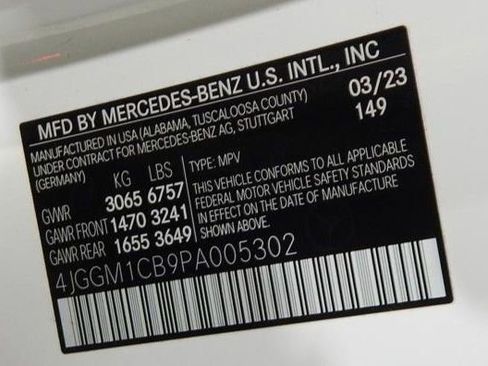 MFD BY MERCEDES-BENZ U.S. INTL., INC
MANUFACTURED IN USA (ALABAMA, TUSCALOOSA COUNTY) 03/23
UNDER CONTRACT FOR MERCEDES-BENZ AG, STUTTGART 149
(GERMANY)
KG LBS TYPE: MPV
GVWR 3065 6757
GAWR FRONT 1470 3241
GAWR REAR 1655 3649
THIS VEHICLE CONFORMS TO ALL APPLICABLE
FEDERAL MOTOR VEHICLE SAFETY STANDARDS
IN EFFECT ON THE DATE OF MANUFACTURE
SHOWN ABOVE.
4JGGM1CB9PA005302